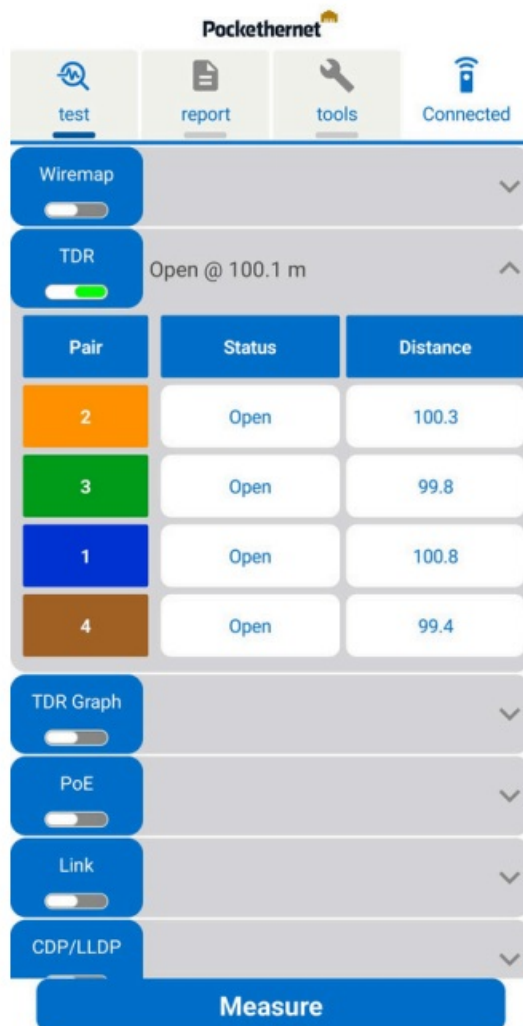 Pockethernet
test report tools Connected
Wiremap
TDR
Open @ 100.1 m
Pair Status Distance
2 Open 100.3
3 Open 99.8
1 Open 100.8
4 Open 99.4
TDR Graph
PoE
Link
CDP/LLDP
Measure